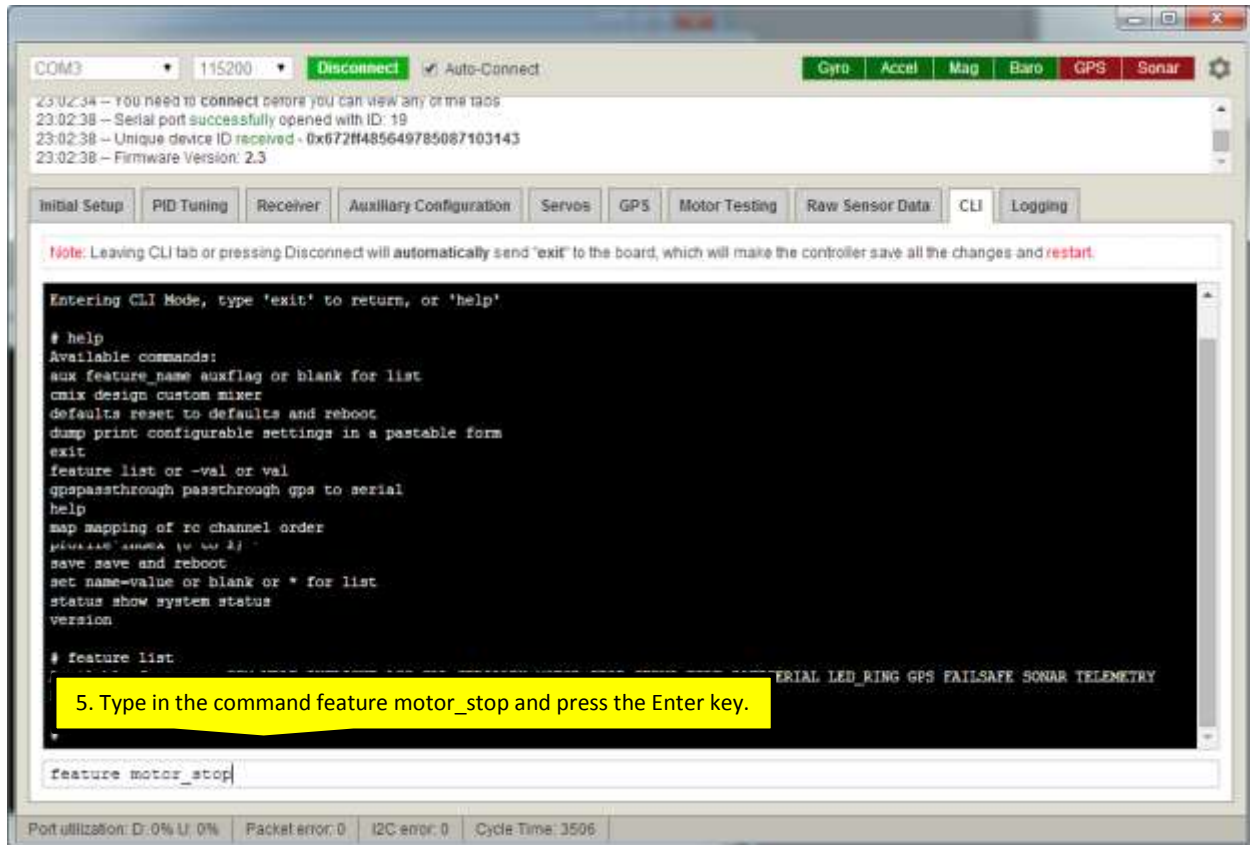 COM3 115200 Disconnect Auto-Connect Gyro Accel Mag Baro GPS Sonar
23:02:34 -- You need to connect before you can view any of the tabs
23:02:38 -- Serial port successfully opened with ID: 19
23:02:38 -- Unique device ID received - 0x672ff485649785087103143
23:02:38 -- Firmware Version: 2.3
Initial Setup PID Tuning Receiver Auxiliary Configuration Servos GPS Motor Testing Raw Sensor Data CLI Logging
Note: Leaving CLI tab or pressing Disconnect will automatically send "exit" to the board, which will make the controller save all the changes and restart.
Entering CLI Mode, type 'exit' to return, or 'help'
# help
Available commands:
aux feature_name auxflag or blank for list
cmix design custom mixer
defaults reset to defaults and reboot
dump print configurable settings in a pastable form
exit
feature list or -val or val
gpspassthrough passthrough gps to serial
help
map mapping of rc channel order
profile index (0 to 2)
save save and reboot
set name=value or blank or * for list
status show system status
version
# feature list
ERIAL LED_RING GPS FAILSAFE SONAR TELEMETRY
5. Type in the command feature motor_stop and press the Enter key.
feature motor_stop
Port utilization: D: 0% U: 0% Packet error: 0 I2C error: 0 Cycle Time: 3506